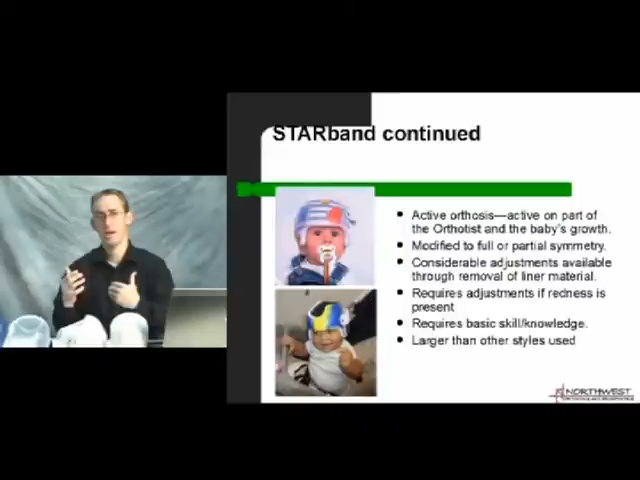 STARband continued
Active orthosis—active on part of
the Orthotist and the baby's growth.
Modified to full or partial symmetry.
Considerable adjustments available
through removal of liner material.
Requires adjustments if redness is
present
Requires basic skill/knowledge.
Larger than other styles used
NORTHWEST